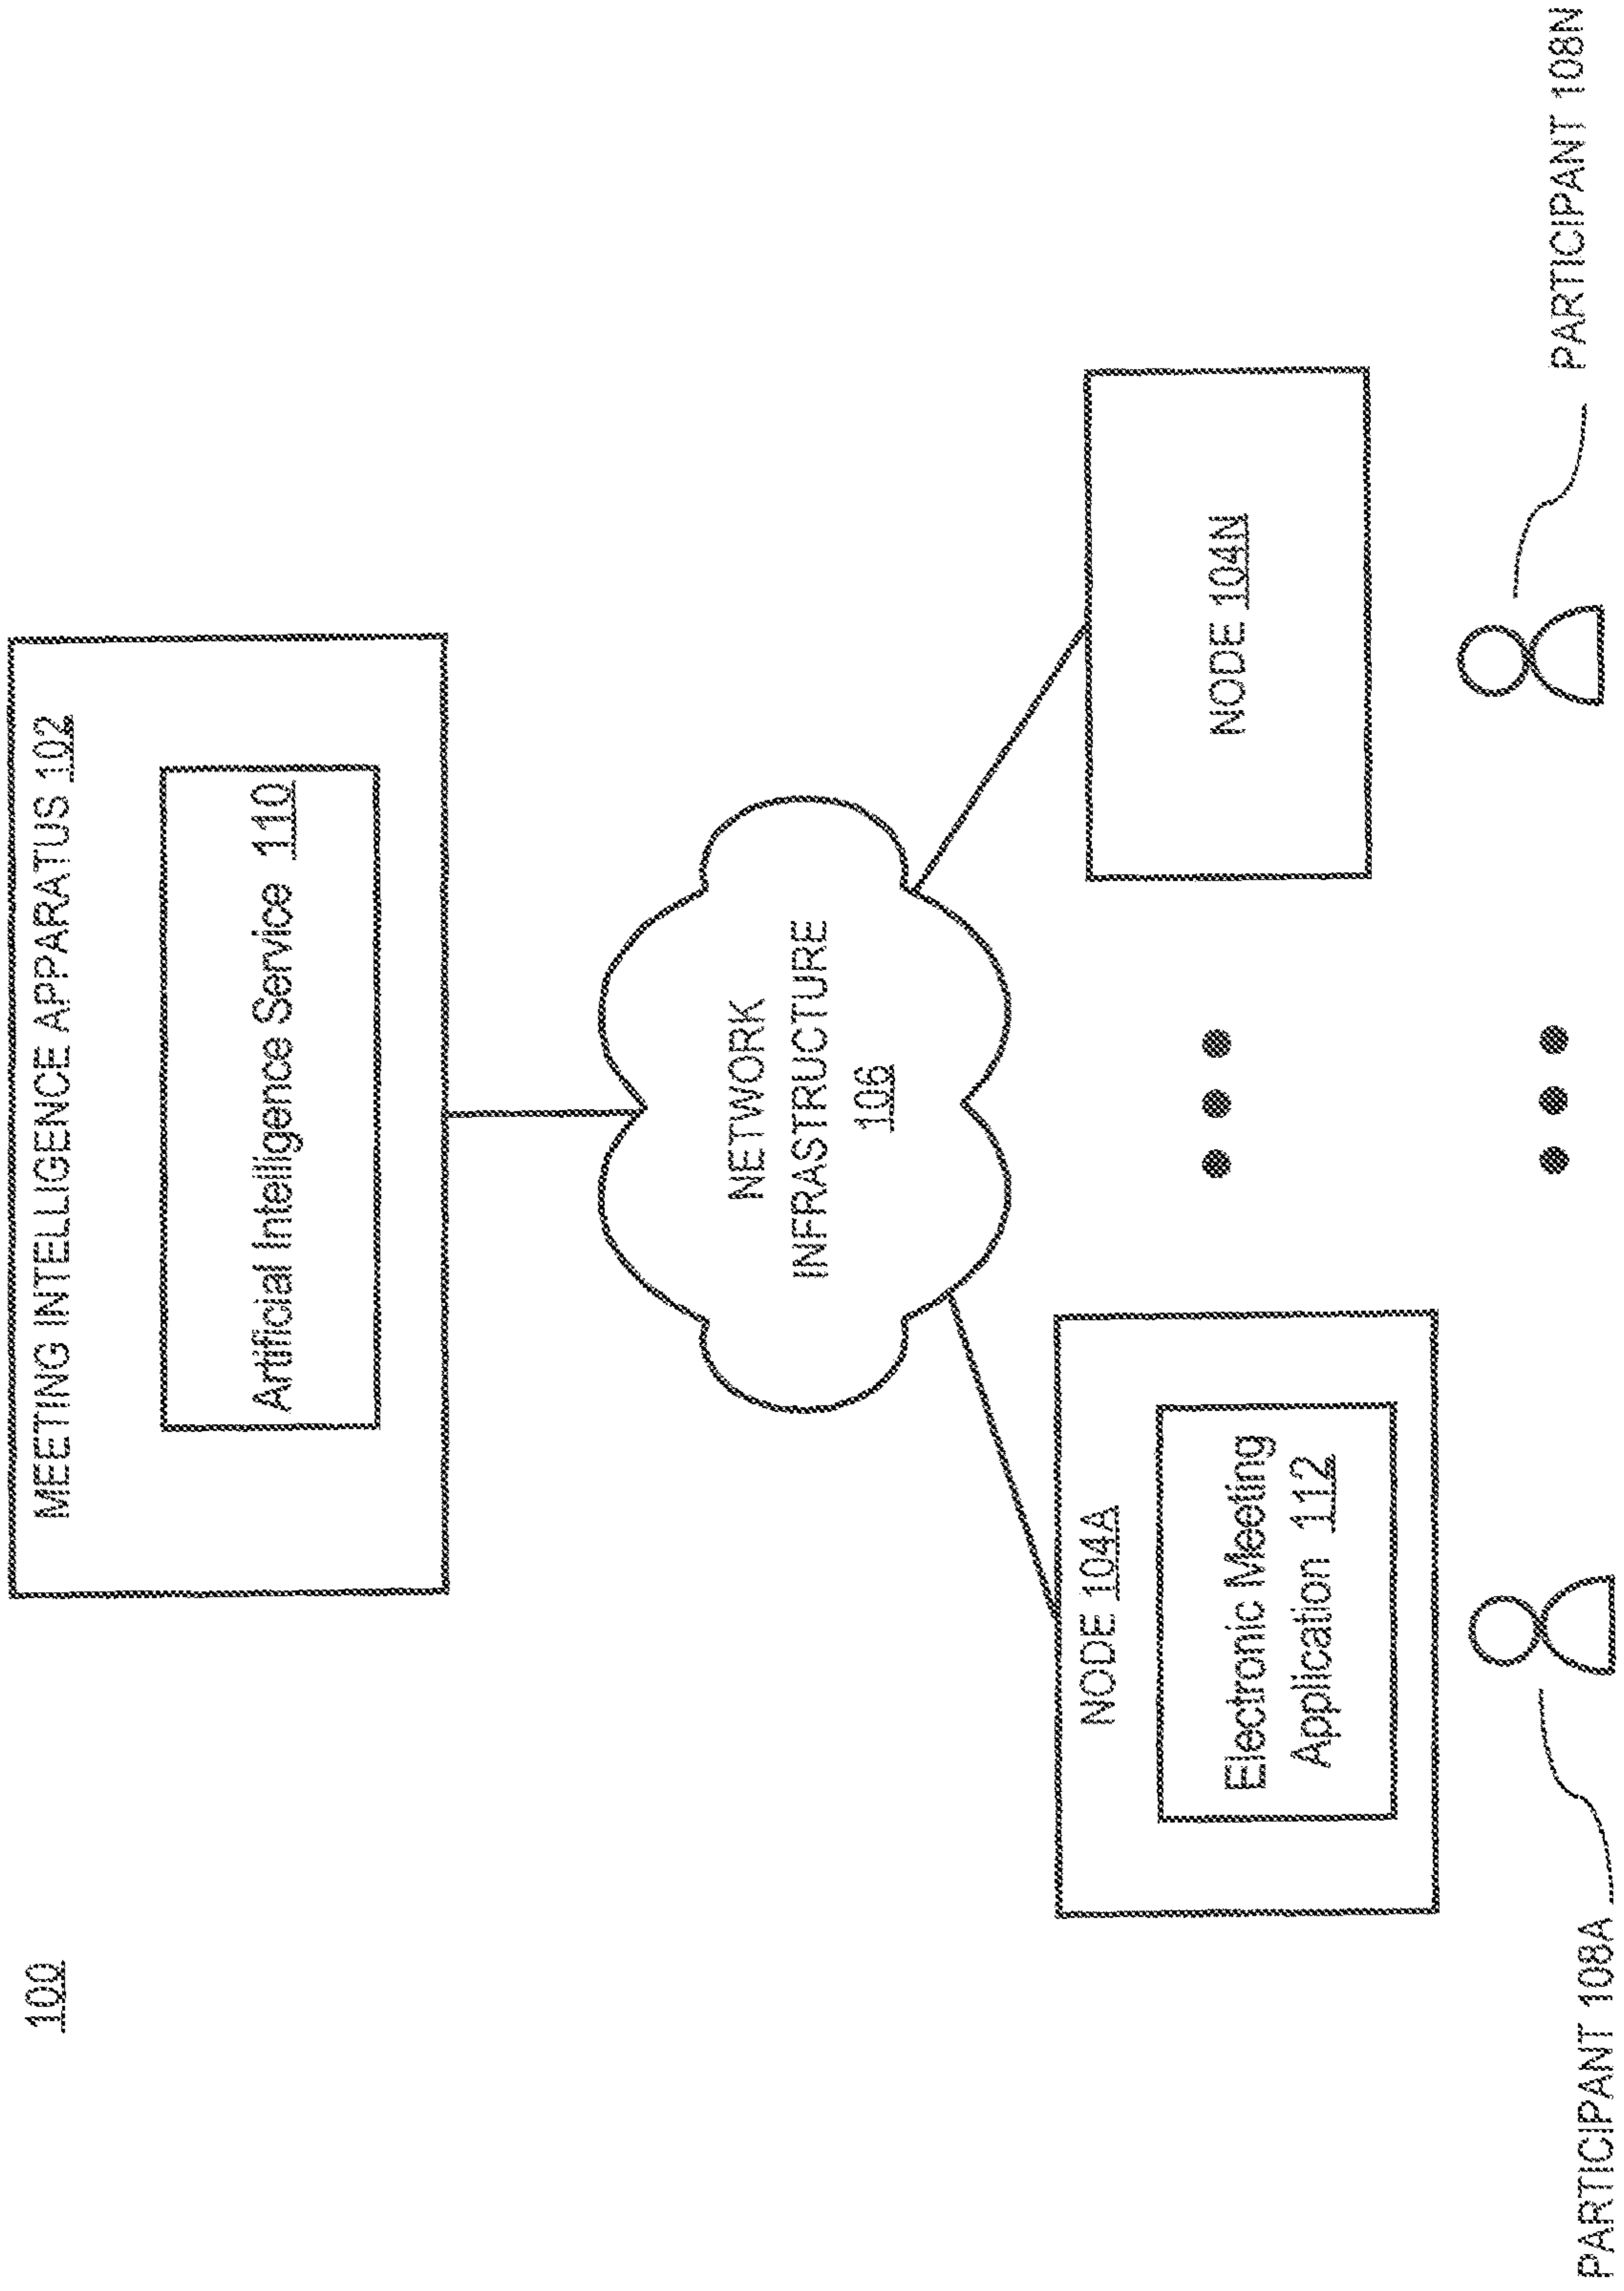 100
MEETING INTELLIGENCE APPARATUS 102
Artificial Intelligence Service 110
NETWORK
INFRASTRUCTURE
106
NODE 104A
Electronic Meeting
Application 112
NODE 104N
PARTICIPANT 108A
PARTICIPANT 108N